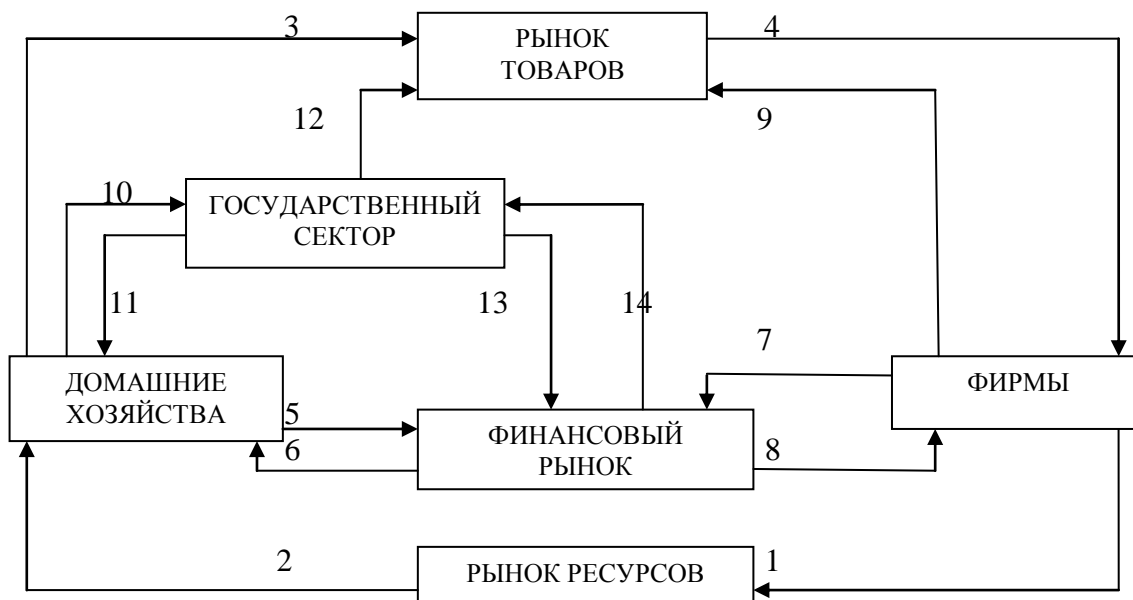 3
РЫНОК
ТОВАРОВ
4
12
9
10
ГОСУДАРСТВЕННЫЙ
СЕКТОР
11
13
14
7
ДОМАШНИЕ
ХОЗЯЙСТВА
ФИРМЫ
5
6
ФИНАНСОВЫЙ
РЫНОК
8
2
РЫНОК РЕСУРСОВ
1